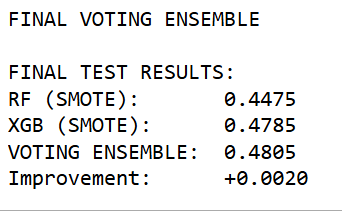 FINAL VOTING ENSEMBLE
FINAL TEST RESULTS:
RF (SMOTE): 0.4475
XGB (SMOTE): 0.4785
VOTING ENSEMBLE: 0.4805
Improvement: +0.0020